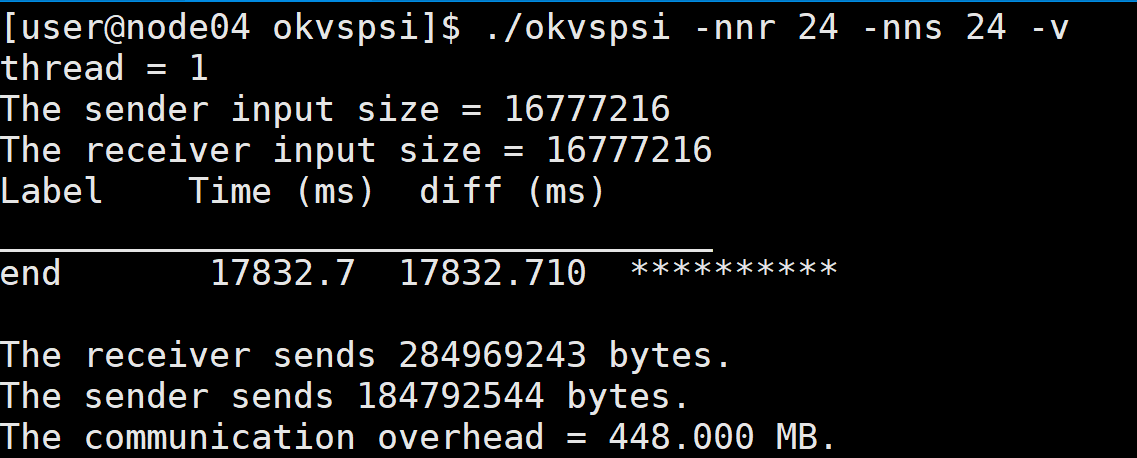 [user@node04 okvspsi]$ ./okvspsi -nnr 24 -nns 24 -v
thread = 1
The sender input size = 16777216
The receiver input size = 16777216
Label    Time (ms)  diff (ms)
__________________________________
end       17832.7  17832.710  **********
The receiver sends 284969243 bytes.
The sender sends 184792544 bytes.
The communication overhead = 448.000 MB.